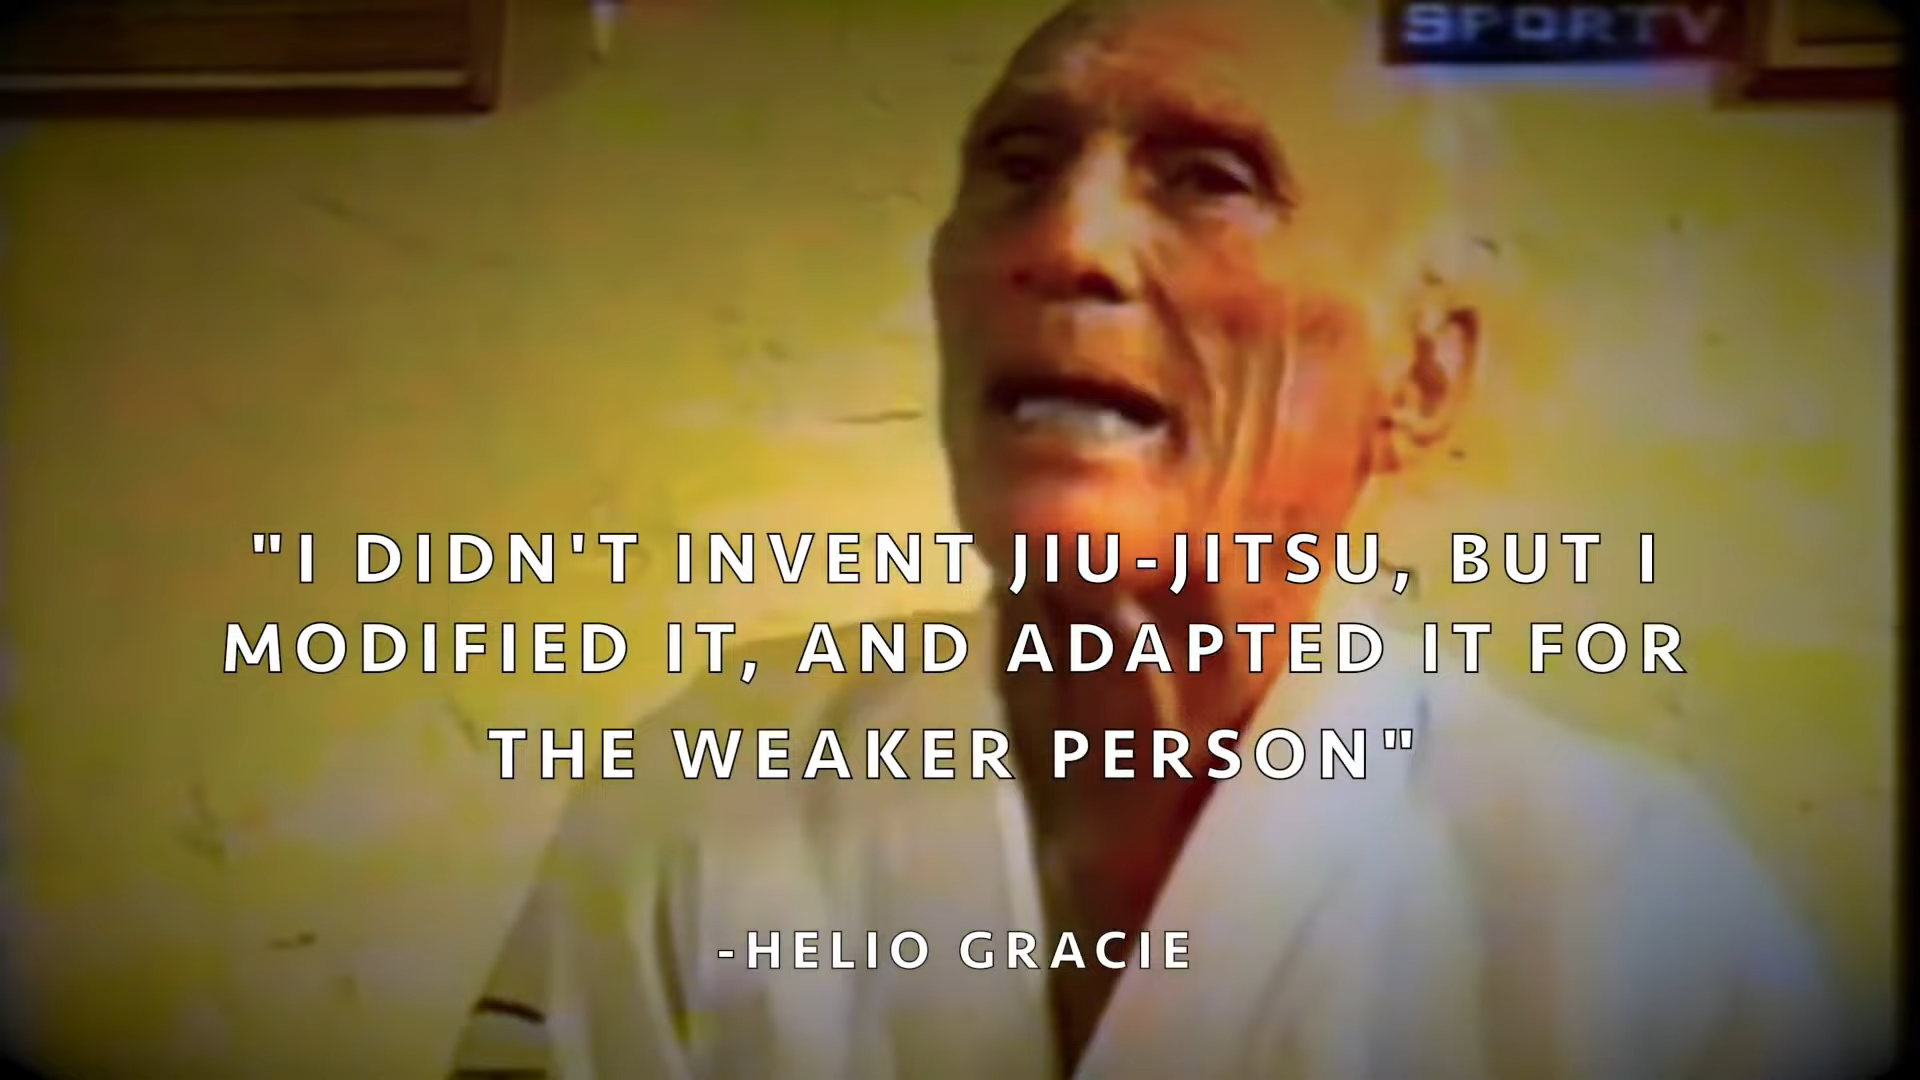 SPORTV
"I DIDN'T INVENT JIU-JITSU, BUT I
MODIFIED IT, AND ADAPTED IT FOR
THE WEAKER PERSON"
-HELIO GRACIE